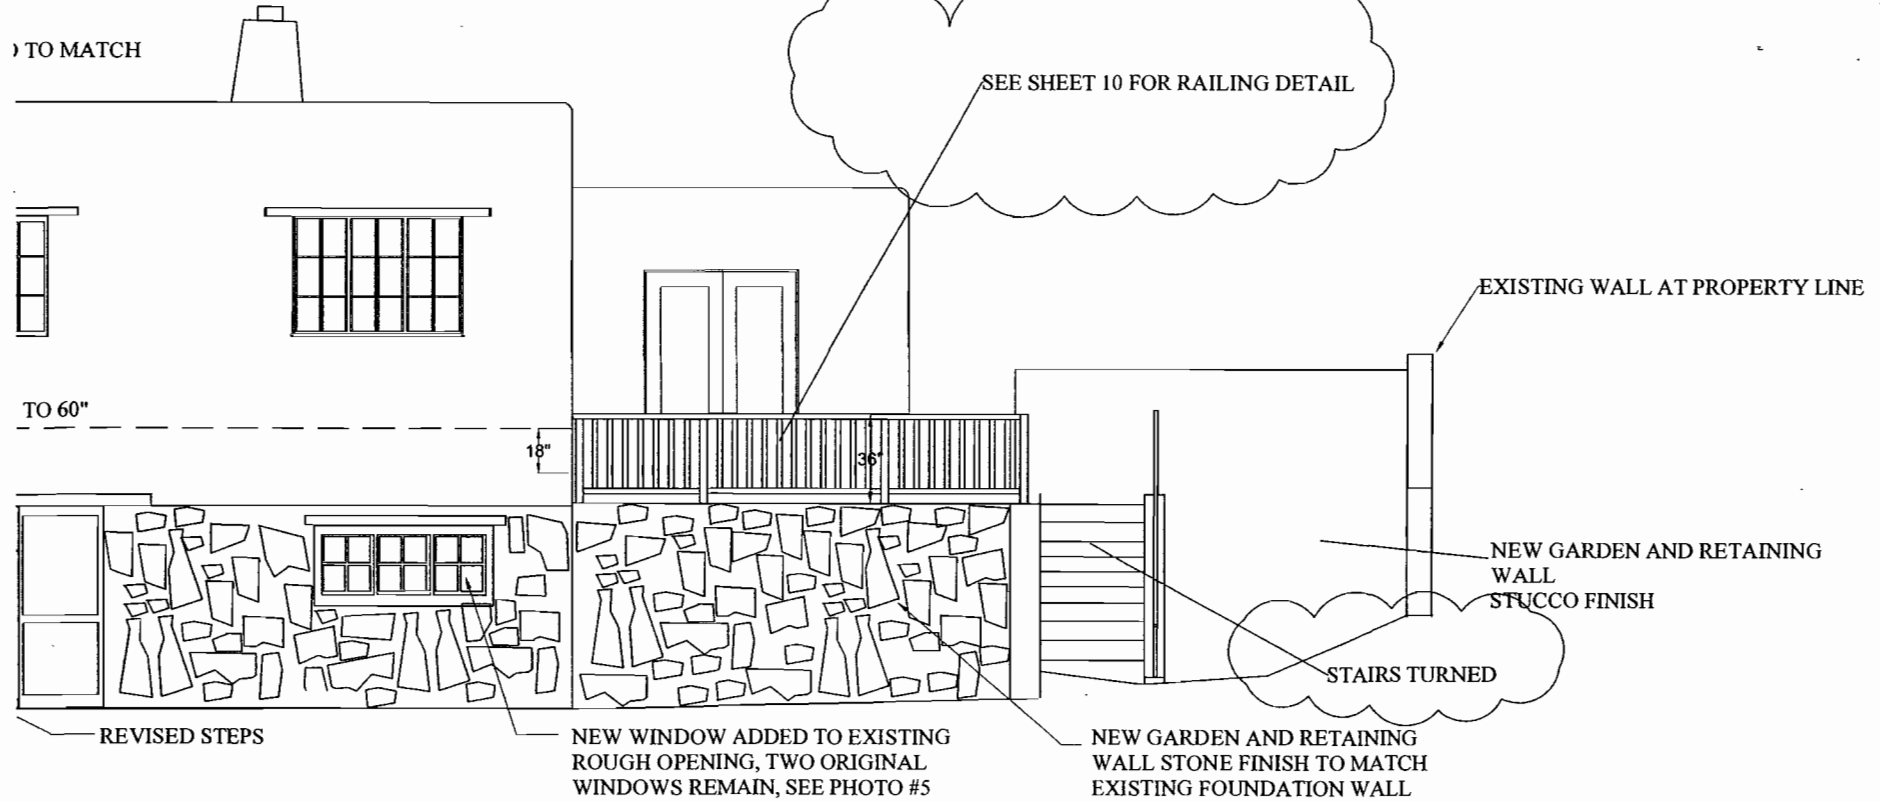 TO MATCH
SEE SHEET 10 FOR RAILING DETAIL
EXISTING WALL AT PROPERTY LINE
TO 60"
18"
36"
NEW GARDEN AND RETAINING
WALL
STUCCO FINISH
STAIRS TURNED
REVISED STEPS
NEW WINDOW ADDED TO EXISTING
ROUGH OPENING, TWO ORIGINAL
WINDOWS REMAIN, SEE PHOTO #5
NEW GARDEN AND RETAINING
WALL STONE FINISH TO MATCH
EXISTING FOUNDATION WALL